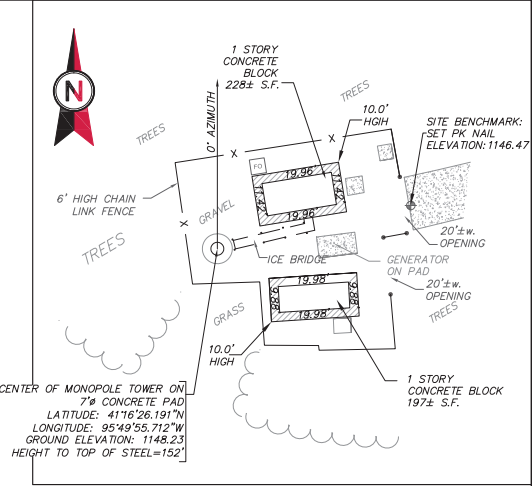 N
1 STORY
CONCRETE
BLOCK
228± S.F.
TREES
TREES
0° AZIMUTH
10.0'
HGIH
SITE BENCHMARK:
SET PK NAIL
ELEVATION: 1146.47
6' HIGH CHAIN
LINK FENCE
X
X
X
FO
19.96'
11.42'
11.42'
19.96'
GRAVEL
TREES
ICE BRIDGE
GENERATOR
ON PAD
20'±w.
OPENING
20'±w.
OPENING
TREES
19.98'
9.88'
9.88'
19.98'
GRASS
10.0'
HIGH
1 STORY
CONCRETE BLOCK
197± S.F.
CENTER OF MONOPOLE TOWER ON
7'ø CONCRETE PAD
LATITUDE: 41°16'26.191"N
LONGITUDE: 95°49'55.712"W
GROUND ELEVATION: 1148.23
HEIGHT TO TOP OF STEEL=152'